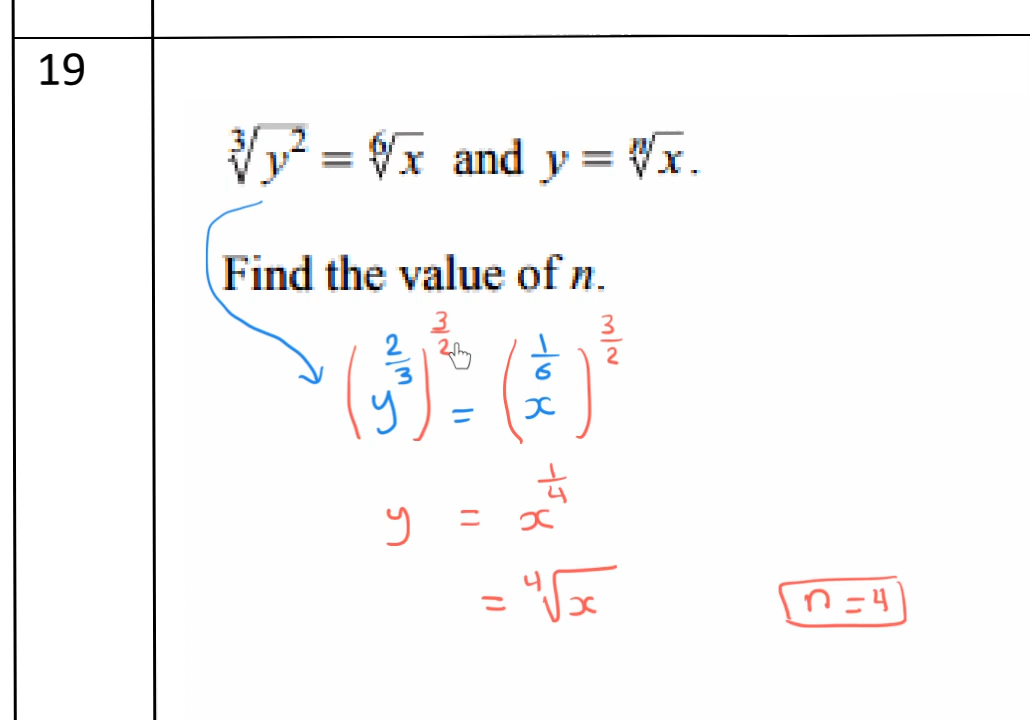 19
∛y² = ⁶√x and y = ⁿ√x.
Find the value of n.
(y^(2/3))^(3/2) = (x^(1/6))^(3/2)
y = x^(1/4)
= ⁴√x
n = 4